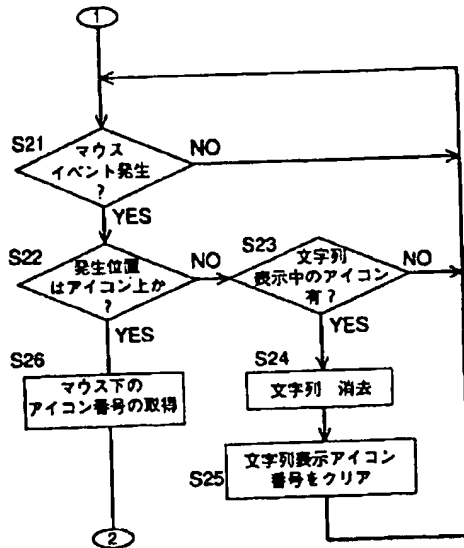 1
S21
マウス
イベント発生
?
NO
YES
S22
発生位置
はアイコン上か
?
NO
YES
S23
文字列
表示中のアイコン
有?
NO
YES
S24
文字列 消去
S26
マウス下の
アイコン番号の取得
S25
文字列表示アイコン
番号をクリア
2